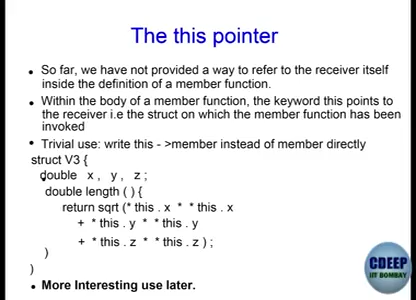 The this pointer
• So far, we have not provided a way to refer to the receiver itself
inside the definition of a member function.
• Within the body of a member function, the keyword this points to
the receiver i.e the struct on which the member function has been
invoked
• Trivial use: write this - >member instead of member directly
struct V3 {
double x , y , z ;
double length ( ) {
return sqrt (* this . x * * this . x
+ * this . y * * this . y
+ * this . z * * this . z ) ;
)
)
• More Interesting use later.
CDEEP
IIT BOMBAY